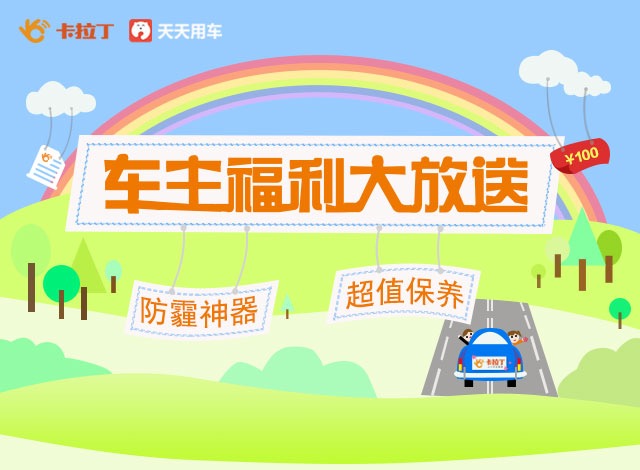 卡拉丁 天天用车
¥100
车主福利大放送
防霾神器
超值保养
卡拉丁